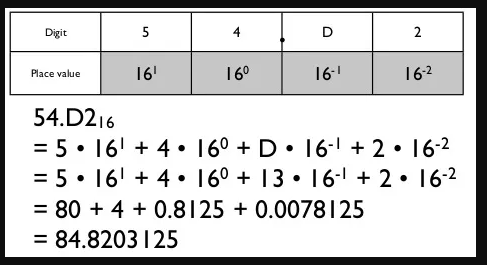 Digit 5 4 . D 2
Place value 16¹ 16⁰ 16⁻¹ 16⁻²
54.D2₁₆
= 5 • 16¹ + 4 • 16⁰ + D • 16⁻¹ + 2 • 16⁻²
= 5 • 16¹ + 4 • 16⁰ + 13 • 16⁻¹ + 2 • 16⁻²
= 80 + 4 + 0.8125 + 0.0078125
= 84.8203125